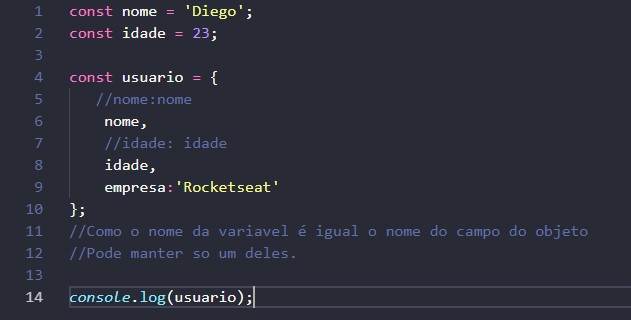 1 const nome = 'Diego';
2 const idade = 23;
3
4 const usuario = {
5 //nome:nome
6 nome,
7 //idade: idade
8 idade,
9 empresa:'Rocketseat'
10 };
11 //Como o nome da variavel é igual o nome do campo do objeto
12 //Pode manter so um deles.
13
14 console.log(usuario);